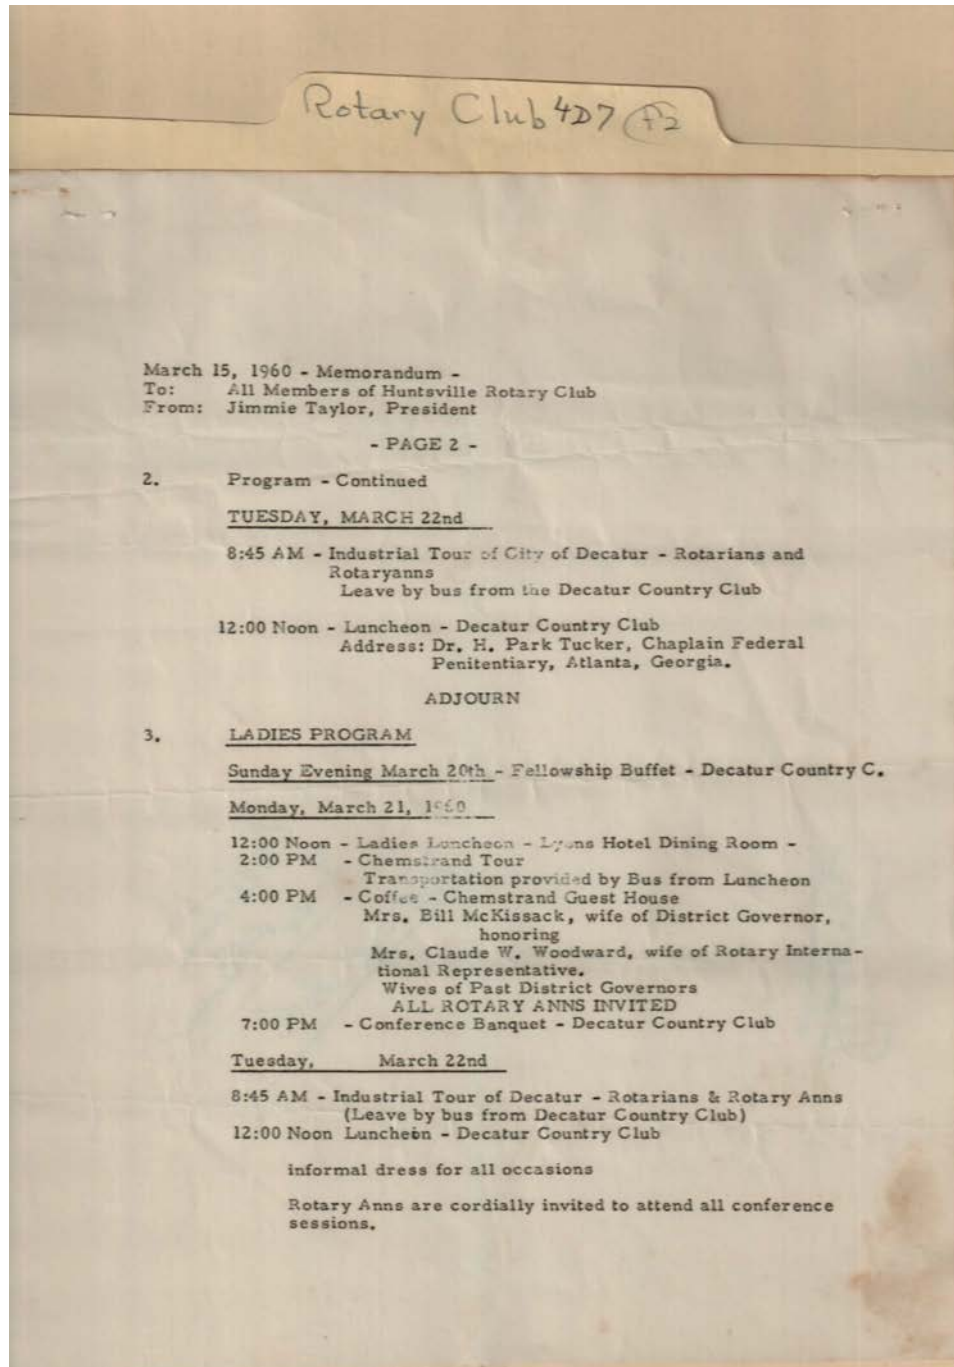 Rotary Club 4D7 F2
March 15, 1960 - Memorandum -
To: All Members of Huntsville Rotary Club
From: Jimmie Taylor, President
- PAGE 2 -
2. Program - Continued
TUESDAY, MARCH 22nd
8:45 AM - Industrial Tour of City of Decatur - Rotarians and
Rotaryanns
Leave by bus from the Decatur Country Club
12:00 Noon - Luncheon - Decatur Country Club
Address: Dr. H. Park Tucker, Chaplain Federal
Penitentiary, Atlanta, Georgia.
ADJOURN
3. LADIES PROGRAM
Sunday Evening March 20th - Fellowship Buffet - Decatur Country C.
Monday, March 21, 1960
12:00 Noon - Ladies Luncheon - Lyons Hotel Dining Room -
2:00 PM - Chemstrand Tour
Transportation provided by Bus from Luncheon
4:00 PM - Coffee - Chemstrand Guest House
Mrs. Bill McKissack, wife of District Governor,
honoring
Mrs. Claude W. Woodward, wife of Rotary Interna-
tional Representative.
Wives of Past District Governors
ALL ROTARY ANNS INVITED
7:00 PM - Conference Banquet - Decatur Country Club
Tuesday, March 22nd
8:45 AM - Industrial Tour of Decatur - Rotarians & Rotary Anns
(Leave by bus from Decatur Country Club)
12:00 Noon Luncheon - Decatur Country Club
informal dress for all occasions
Rotary Anns are cordially invited to attend all conference
sessions.